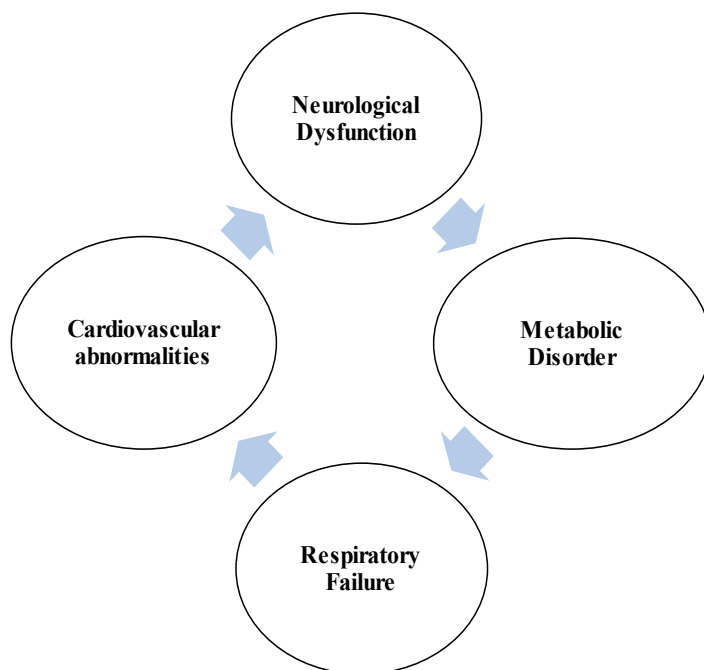 Neurological
Dysfunction
Cardiovascular
abnormalities
Metabolic
Disorder
Respiratory
Failure